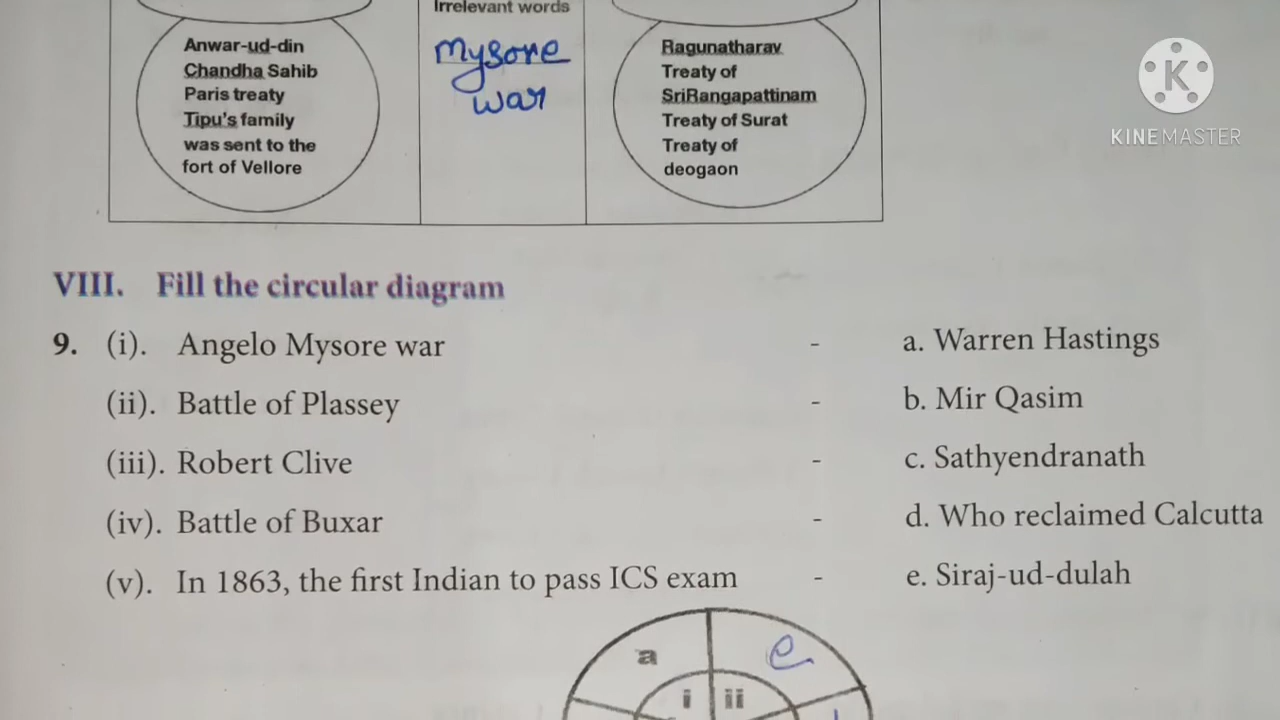 Irrelevant words
Anwar-ud-din
Chandha Sahib
Paris treaty
Tipu's family
was sent to the
fort of Vellore
Mysore
war
Ragunatharav
Treaty of
SriRangapattinam
Treaty of Surat
Treaty of
deogaon
KINEMASTER
VIII. Fill the circular diagram
9. (i). Angelo Mysore war - a. Warren Hastings
(ii). Battle of Plassey - b. Mir Qasim
(iii). Robert Clive - c. Sathyendranath
(iv). Battle of Buxar - d. Who reclaimed Calcutta
(v). In 1863, the first Indian to pass ICS exam - e. Siraj-ud-dulah
a e
i ii